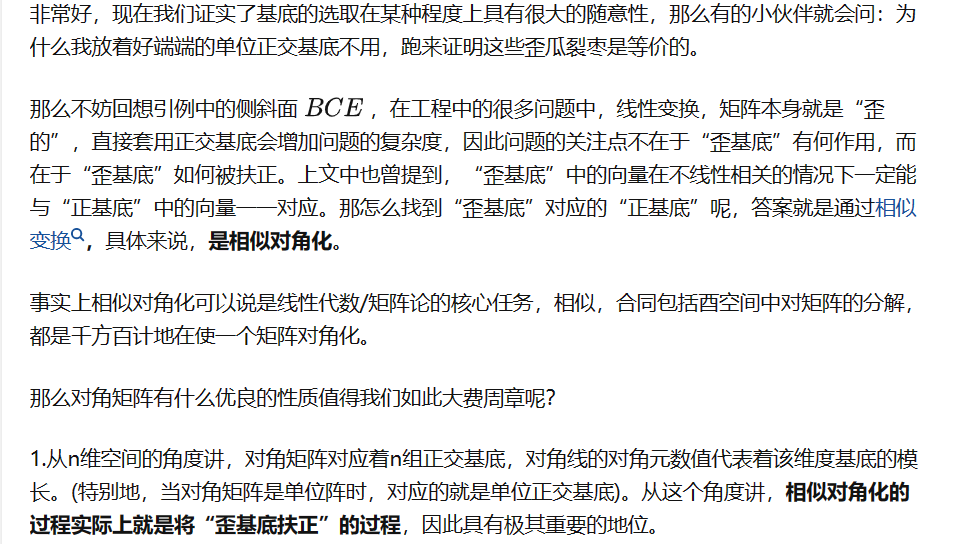 非常好，现在我们证实了基底的选取在某种程度上具有很大的随意性，那么有的小伙伴就会问：为
什么我放着好端端的单位正交基底不用，跑来证明这些歪瓜裂枣是等价的。
那么不妨回想引例中的侧斜面 BCE ，在工程中的很多问题中，线性变换，矩阵本身就是“歪
的”，直接套用正交基底会增加问题的复杂度，因此问题的关注点不在于“歪基底”有何作用，而
在于“歪基底”如何被扶正。上文中也曾提到，“歪基底”中的向量在不线性相关的情况下一定能
与“正基底”中的向量一一对应。那怎么找到“歪基底”对应的“正基底”呢，答案就是通过相似
变换，具体来说，是相似对角化。
事实上相似对角化可以说是线性代数/矩阵论的核心任务，相似，合同包括酉空间中对矩阵的分解，
都是千方百计地在使一个矩阵对角化。
那么对角矩阵有什么优良的性质值得我们如此大费周章呢？
1.从n维空间的角度讲，对角矩阵对应着n组正交基底，对角线的对角元数值代表着该维度基底的模
长。(特别地，当对角矩阵是单位阵时，对应的就是单位正交基底)。从这个角度讲，相似对角化的
过程实际上就是将“歪基底扶正”的过程，因此具有极其重要的地位。